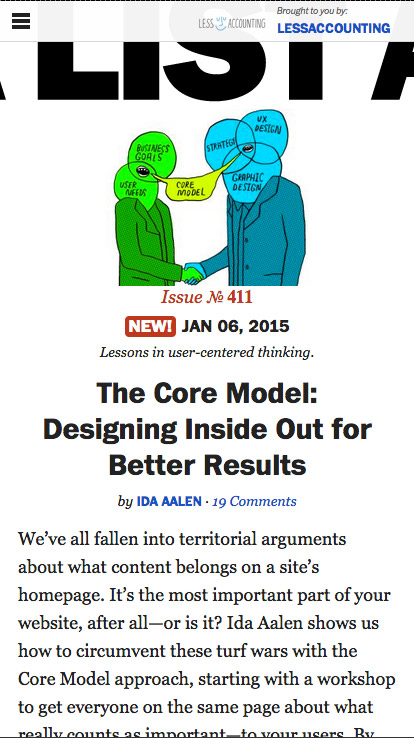 LESS ACCOUNTING
Brought to you by:
LESSACCOUNTING
A LIST A
BUSINESS
GOALS
USER
NEEDS
CORE
MODEL
STRATEGY
UX
DESIGN
GRAPHIC
DESIGN
Issue № 411
NEW! JAN 06, 2015
Lessons in user-centered thinking.
The Core Model:
Designing Inside Out for
Better Results
by IDA AALEN · 19 Comments
We’ve all fallen into territorial arguments
about what content belongs on a site’s
homepage. It’s the most important part of your
website, after all—or is it? Ida Aalen shows us
how to circumvent these turf wars with the
Core Model approach, starting with a workshop
to get everyone on the same page about what
really counts as important—to your users. By